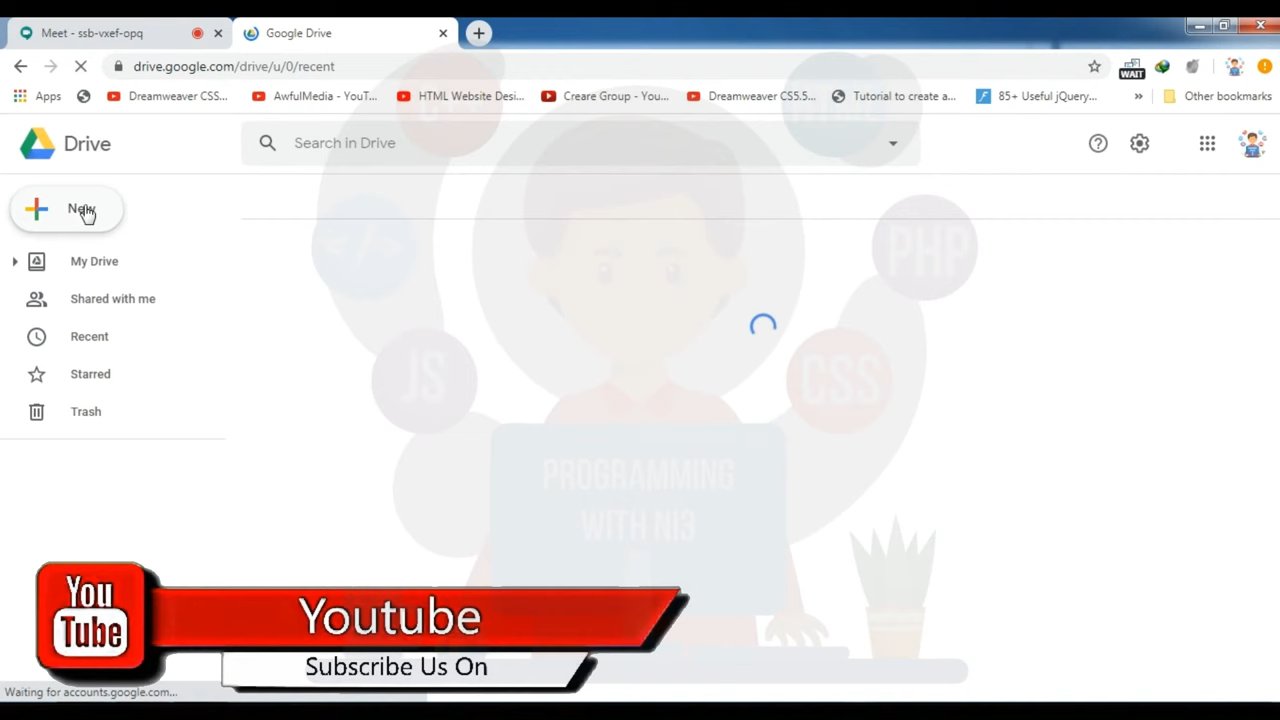 Meet - ssb-vxef-opq
Google Drive
drive.google.com/drive/u/0/recent
WAIT
Apps
Dreamweaver CSS...
AwfulMedia - YouT...
HTML Website Desi...
Creare Group - You...
Dreamweaver CS5.5...
Tutorial to create a...
85+ Useful jQuery...
»
Other bookmarks
Drive
Search in Drive
New
My Drive
Shared with me
Recent
Starred
Trash
</>
PHP
JS
CSS
PROGRAMMING
WITH NI3
You
Tube
Youtube
Subscribe Us On
Waiting for accounts.google.com...